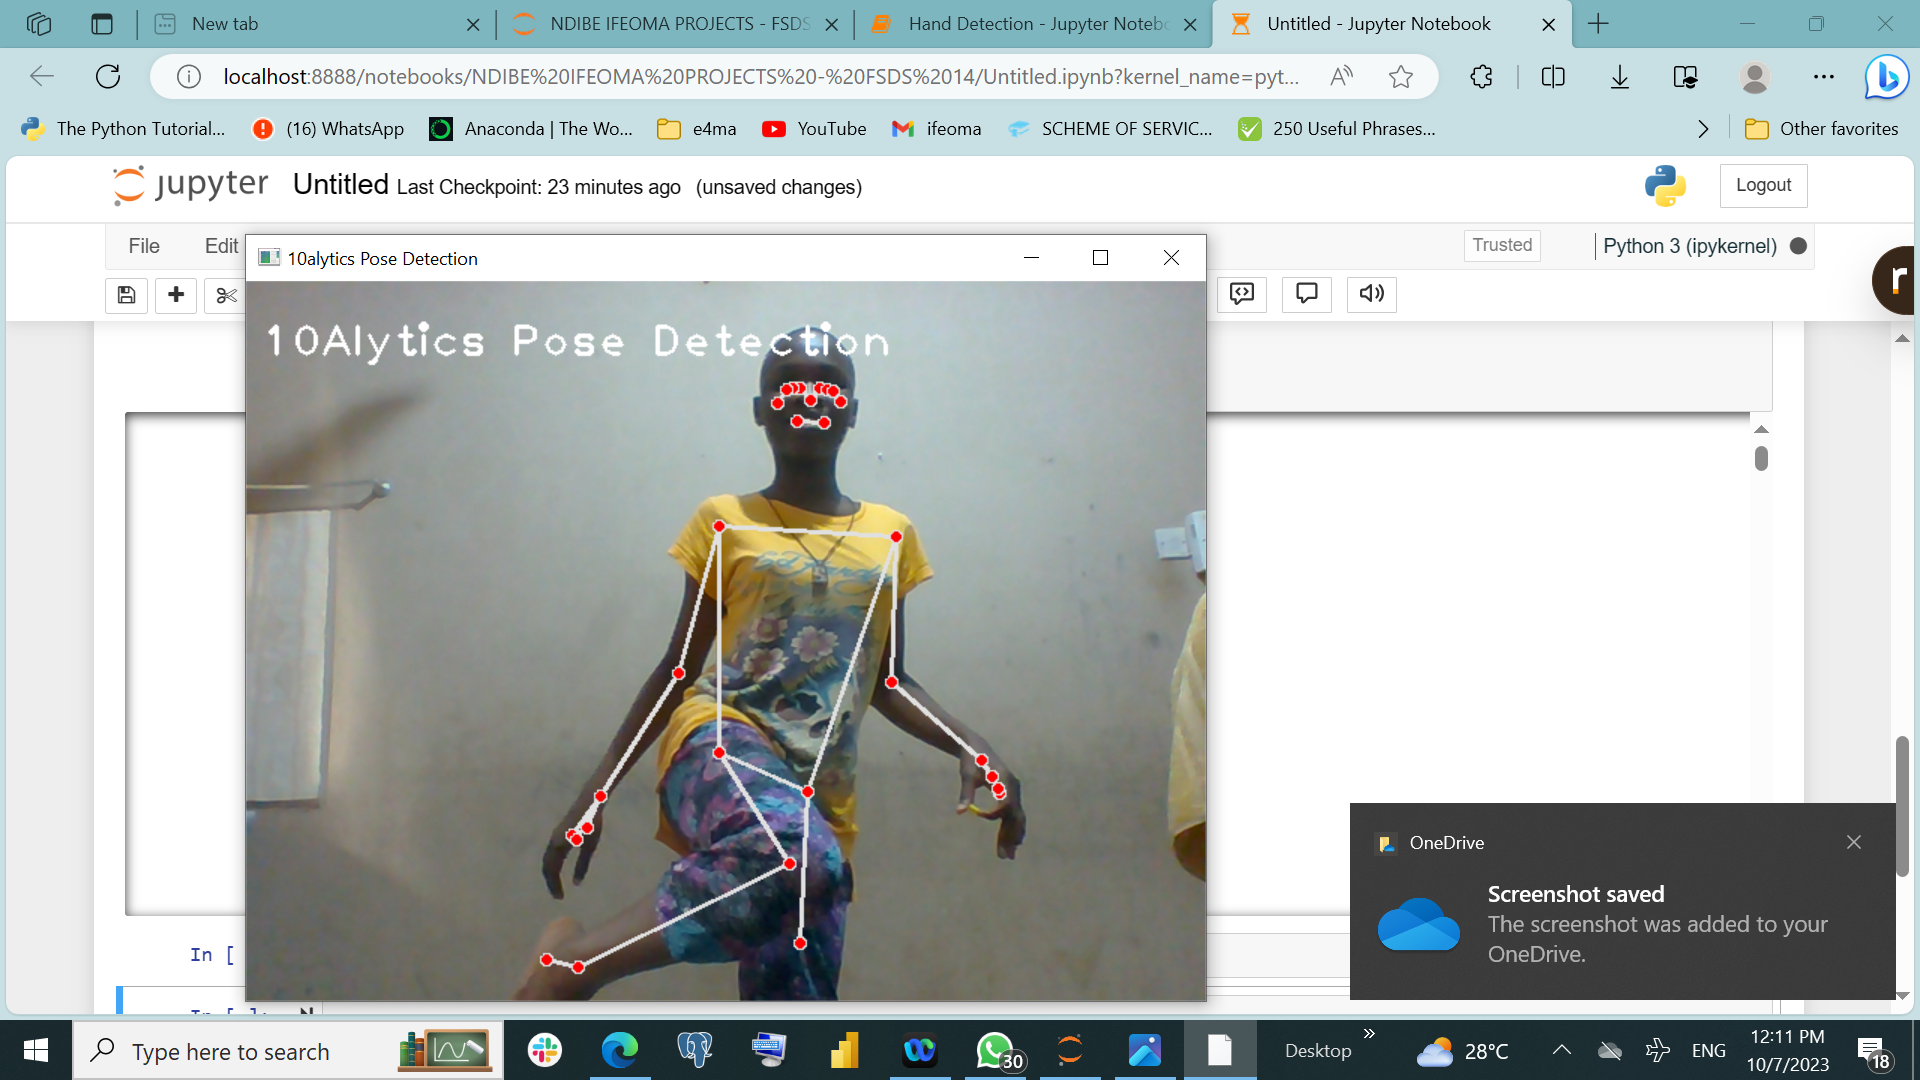 New tab
NDIBE IFEOMA PROJECTS - FSDS
Hand Detection - Jupyter Notebo
Untitled - Jupyter Notebook
localhost:8888/notebooks/NDIBE%20IFEOMA%20PROJECTS%20-%20FSDS%2014/Untitled.ipynb?kernel_name=pyt...
The Python Tutorial...
(16) WhatsApp
Anaconda | The Wo...
e4ma
YouTube
ifeoma
SCHEME OF SERVIC...
250 Useful Phrases...
Other favorites
jupyter
Untitled Last Checkpoint: 23 minutes ago (unsaved changes)
Logout
File
Edit
Trusted
Python 3 (ipykernel)
10alytics Pose Detection
10Alytics Pose Detection
r
OneDrive
Screenshot saved
The screenshot was added to your
OneDrive.
In [
In [ ]:
Type here to search
30
Desktop
28°C
ENG
12:11 PM
10/7/2023
18